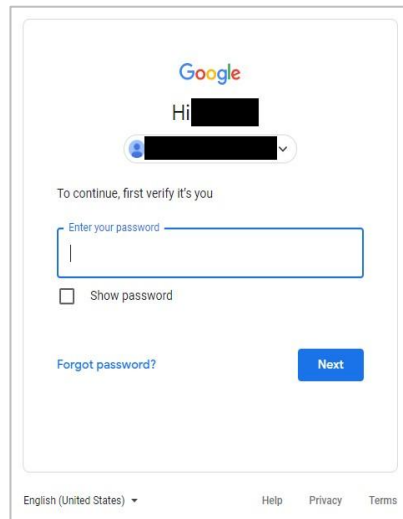 Google
Hi
To continue, first verify it's you
Enter your password
Show password
Forgot password?
Next
English (United States)
Help Privacy Terms